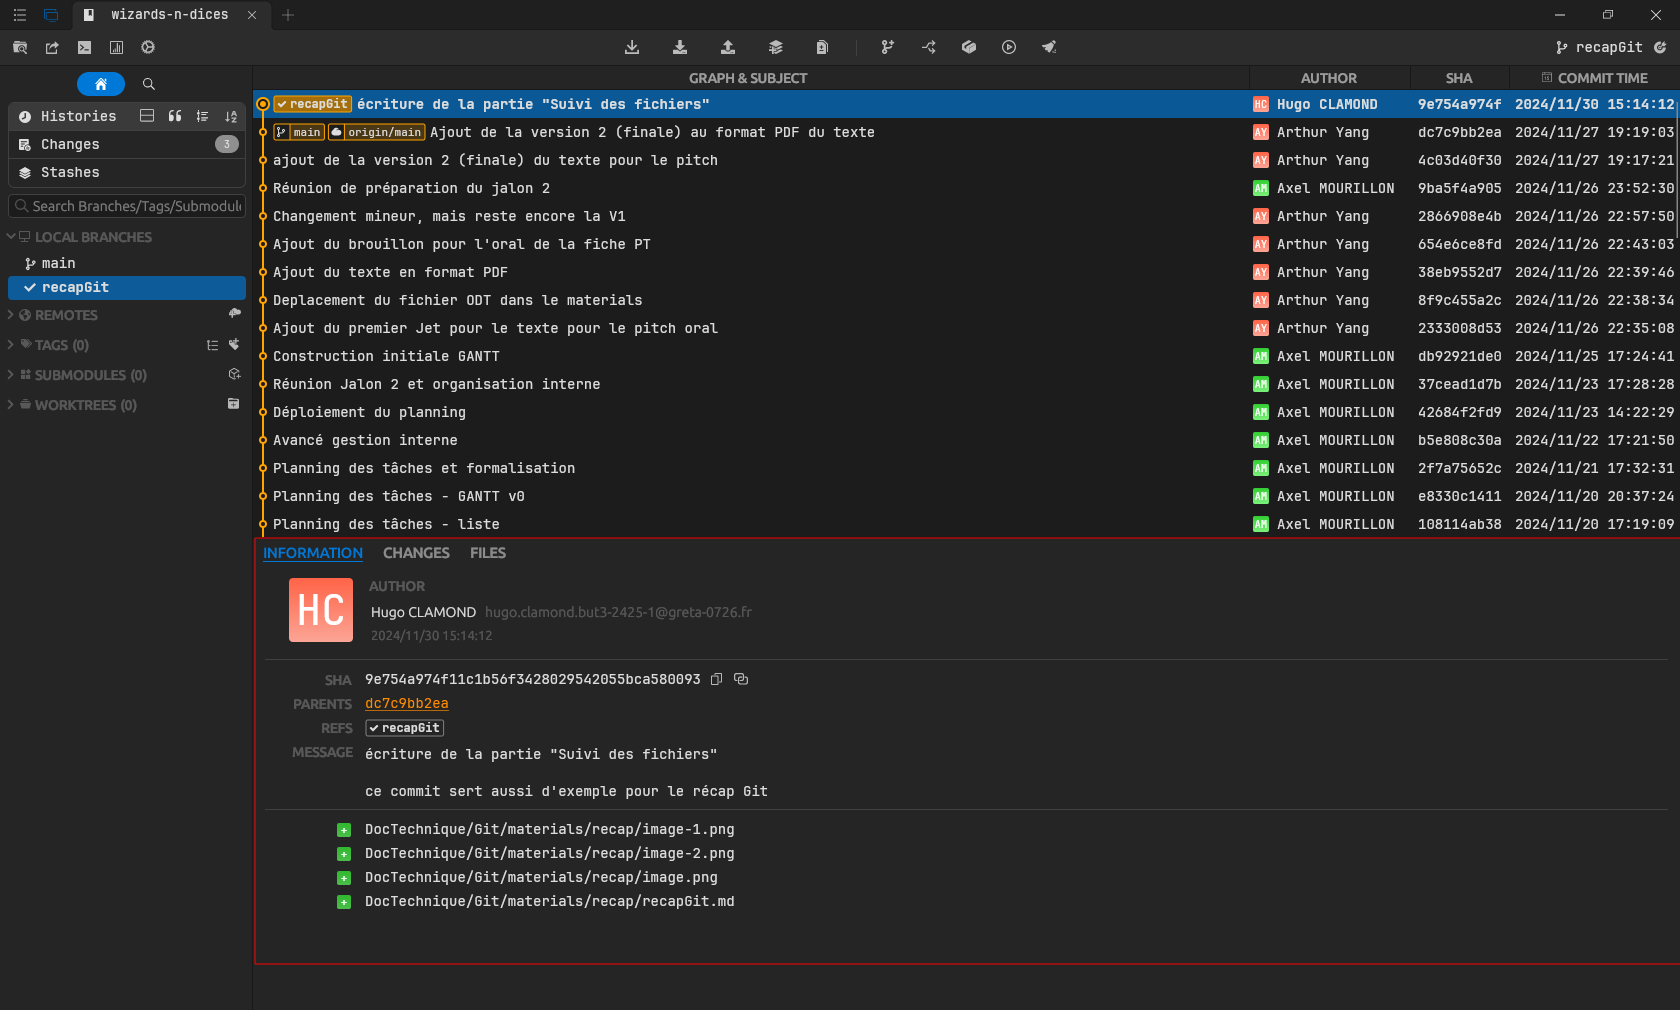 wizards-n-dices
recapGit
GRAPH & SUBJECT AUTHOR SHA COMMIT TIME
Histories
Changes 3
Stashes
Search Branches/Tags/Submodule
LOCAL BRANCHES
main
recapGit
REMOTES
TAGS (0)
SUBMODULES (0)
WORKTREES (0)
recapGit écriture de la partie "Suivi des fichiers" HC Hugo CLAMOND 9e754a974f 2024/11/30 15:14:12
main origin/main Ajout de la version 2 (finale) au format PDF du texte AY Arthur Yang dc7c9bb2ea 2024/11/27 19:19:03
ajout de la version 2 (finale) du texte pour le pitch AY Arthur Yang 4c03d40f30 2024/11/27 19:17:21
Réunion de préparation du jalon 2 AM Axel MOURILLON 9ba5f4a905 2024/11/26 23:52:30
Changement mineur, mais reste encore la V1 AY Arthur Yang 2866908e4b 2024/11/26 22:57:50
Ajout du brouillon pour l'oral de la fiche PT AY Arthur Yang 654e6ce8fd 2024/11/26 22:43:03
Ajout du texte en format PDF AY Arthur Yang 38eb9552d7 2024/11/26 22:39:46
Deplacement du fichier ODT dans le materials AY Arthur Yang 8f9c455a2c 2024/11/26 22:38:34
Ajout du premier Jet pour le texte pour le pitch oral AY Arthur Yang 2333008d53 2024/11/26 22:35:08
Construction initiale GANTT AM Axel MOURILLON db92921de0 2024/11/25 17:24:41
Réunion Jalon 2 et organisation interne AM Axel MOURILLON 37cead1d7b 2024/11/23 17:28:28
Déploiement du planning AM Axel MOURILLON 42684f2fd9 2024/11/23 14:22:29
Avancé gestion interne AM Axel MOURILLON b5e808c30a 2024/11/22 17:21:50
Planning des tâches et formalisation AM Axel MOURILLON 2f7a75652c 2024/11/21 17:32:31
Planning des tâches - GANTT v0 AM Axel MOURILLON e8330c1411 2024/11/20 20:37:24
Planning des tâches - liste AM Axel MOURILLON 108114ab38 2024/11/20 17:19:09
INFORMATION CHANGES FILES
HC
AUTHOR
Hugo CLAMOND hugo.clamond.but3-2425-1@greta-0726.fr
2024/11/30 15:14:12
SHA 9e754a974f11c1b56f3428029542055bca580093
PARENTS dc7c9bb2ea
REFS recapGit
MESSAGE écriture de la partie "Suivi des fichiers"
ce commit sert aussi d'exemple pour le récap Git
DocTechnique/Git/materials/recap/image-1.png
DocTechnique/Git/materials/recap/image-2.png
DocTechnique/Git/materials/recap/image.png
DocTechnique/Git/materials/recap/recapGit.md